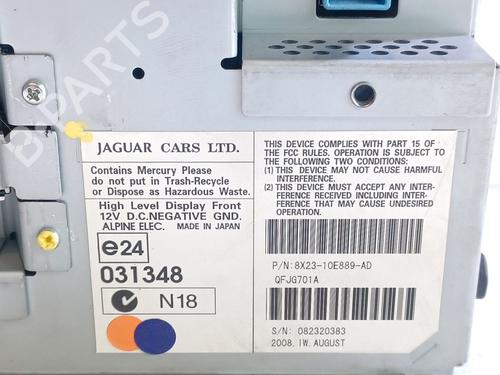 B-PARTS
JAGUAR CARS LTD.
Contains Mercury Please
do not put in Trash-Recycle
or Dispose as Hazardous Waste.
High Level Display Front
12V D.C.NEGATIVE GND.
ALPINE ELEC. MADE IN JAPAN
e24
031348
N18
THIS DEVICE COMPLIES WITH PART 15 OF
THE FCC RULES. OPERATION IS SUBJECT TO
THE FOLLOWING TWO CONDITIONS:
(1) THIS DEVICE MAY NOT CAUSE HARMFUL
INTERFERENCE.
(2) THIS DEVICE MUST ACCEPT ANY INTER-
FERENCE RECEIVED, INCLUDING INTER-
FERENCE THAT MAY CAUSE UNDESIRED
OPERATION.
P/N:8X23-10E889-AD
QFJG701A
S/N: 082320383
2008. IW. AUGUST